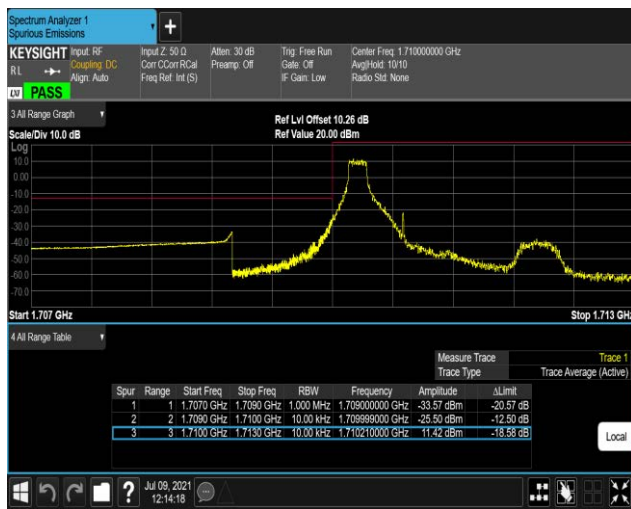 Spectrum Analyzer 1
Spurious Emissions
+
KEYSIGHT Input: RF Input Z: 50 Ω Atten: 30 dB Trig: Free Run Center Freq: 1.710000000 GHz
RL Coupling: DC Corr CCorr RCal Preamp: Off Gate: Off Avg|Hold: 10/10
Align: Auto Freq Ref: Int (S) IF Gain: Low Radio Std: None
LXI PASS
3 All Range Graph
Ref Lvl Offset 10.26 dB
Scale/Div 10.0 dB Ref Value 20.00 dBm
Log
10.0
0.00
-10.0
-20.0
-30.0
-40.0
-50.0
-60.0
-70.0
Start 1.707 GHz Stop 1.713 GHz
4 All Range Table
Measure Trace Trace 1
Trace Type Trace Average (Active)
Spur Range Start Freq Stop Freq RBW Frequency Amplitude ΔLimit
1 1 1.7070 GHz 1.7090 GHz 1.000 MHz 1.709000000 GHz -33.57 dBm -20.57 dB
2 2 1.7090 GHz 1.7100 GHz 10.00 kHz 1.709999000 GHz -25.50 dBm -12.50 dB
3 3 1.7100 GHz 1.7130 GHz 10.00 kHz 1.710210000 GHz 11.42 dBm -18.58 dB
Local
? Jul 09, 2021
12:14:18